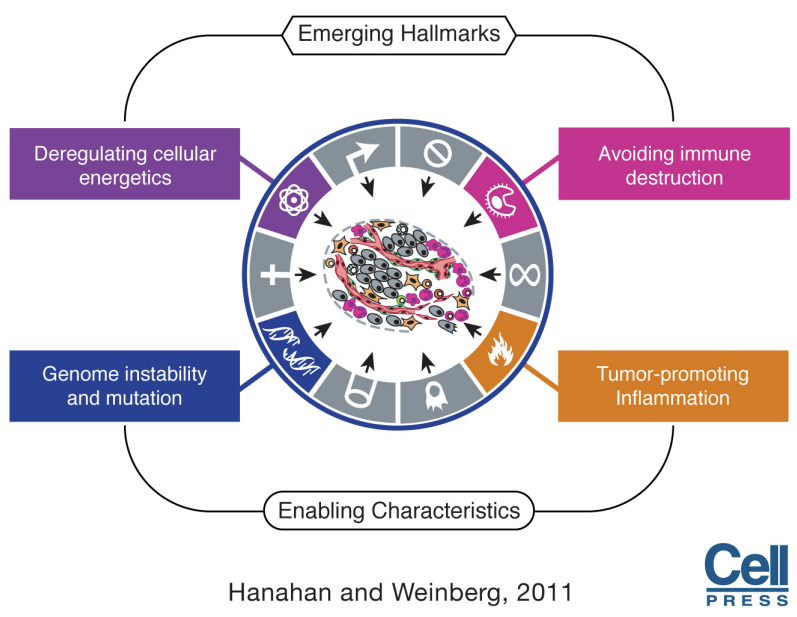 Emerging Hallmarks
Deregulating cellular
energetics
Avoiding immune
destruction
Genome instability
and mutation
Tumor-promoting
Inflammation
Enabling Characteristics
Hanahan and Weinberg, 2011
Cell
PRESS